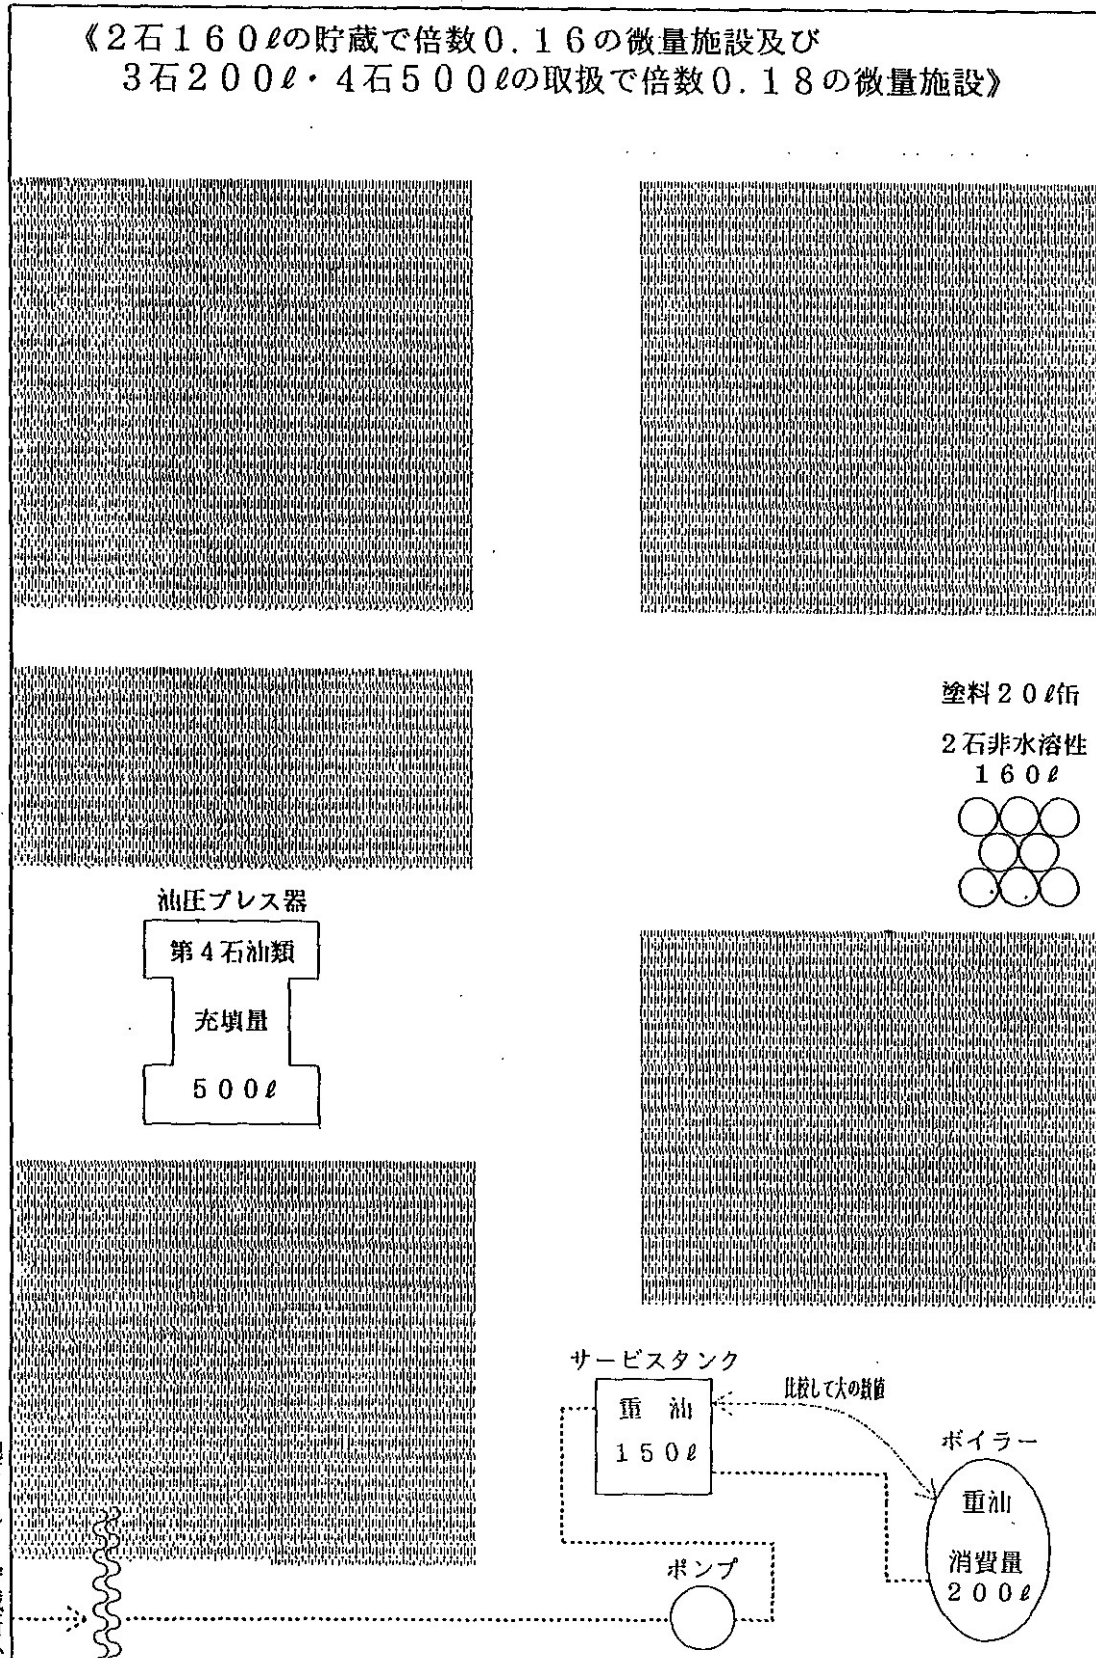 《2石160ℓの貯蔵で倍数0.16の微量施設及び
3石200ℓ・4石500ℓの取扱で倍数0.18の微量施設》
塗料20ℓ缶
2石非水溶性
160ℓ
油圧プレス器
第4石油類
充填量
500ℓ
サービスタンク
重油
150ℓ
比較して大の数値
ボイラー
重油
消費量
200ℓ
ポンプ